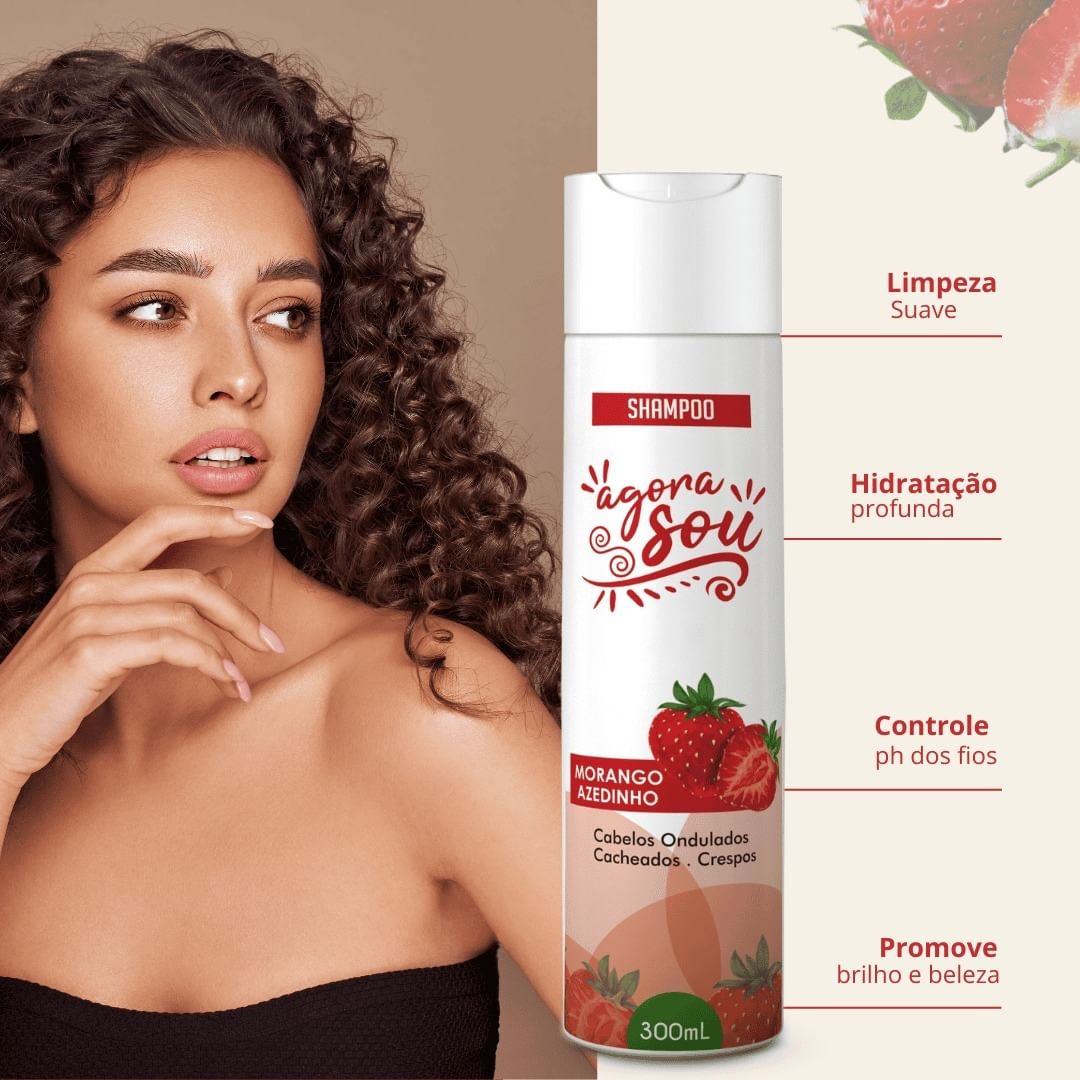 SHAMPOO
agora
sou
MORANGO
AZEDINHO
Cabelos Ondulados
Cacheados . Crespos
300mL
Limpeza
Suave
Hidratação
profunda
Controle
ph dos fios
Promove
brilho e beleza